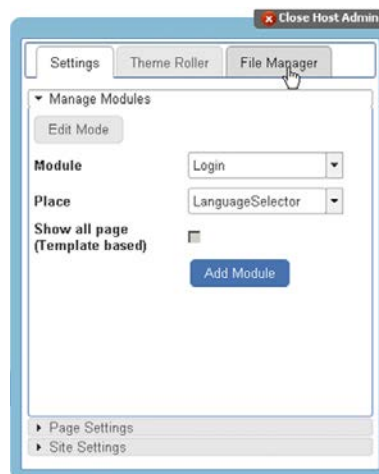 Close Host Admin
Settings
Theme Roller
File Manager
Manage Modules
Edit Mode
Module
Login
Place
LanguageSelector
Show all page
(Template based)
Add Module
Page Settings
Site Settings